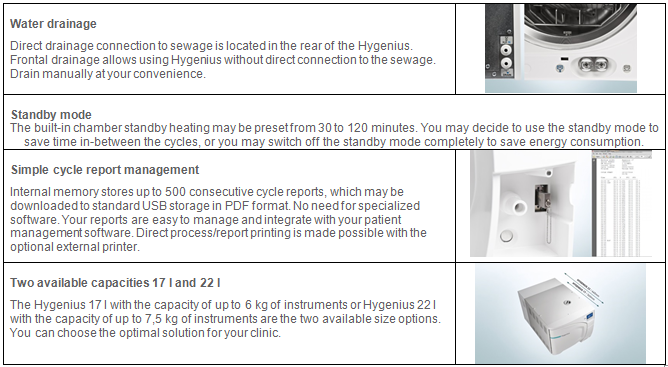 Water drainage
Direct drainage connection to sewage is located in the rear of the Hygenius.
Frontal drainage allows using Hygenius without direct connection to the sewage.
Drain manually at your convenience.
Standby mode
The built-in chamber standby heating may be preset from 30 to 120 minutes. You may decide to use the standby mode to
save time in-between the cycles, or you may switch off the standby mode completely to save energy consumption.
Simple cycle report management
Internal memory stores up to 500 consecutive cycle reports, which may be
downloaded to standard USB storage in PDF format. No need for specialized
software. Your reports are easy to manage and integrate with your patient
management software. Direct process/report printing is made possible with the
optional external printer.
Two available capacities 17 l and 22 l
The Hygenius 17 l with the capacity of up to 6 kg of instruments or Hygenius 22 l
with the capacity of up to 7,5 kg of instruments are the two available size options.
You can choose the optimal solution for your clinic.